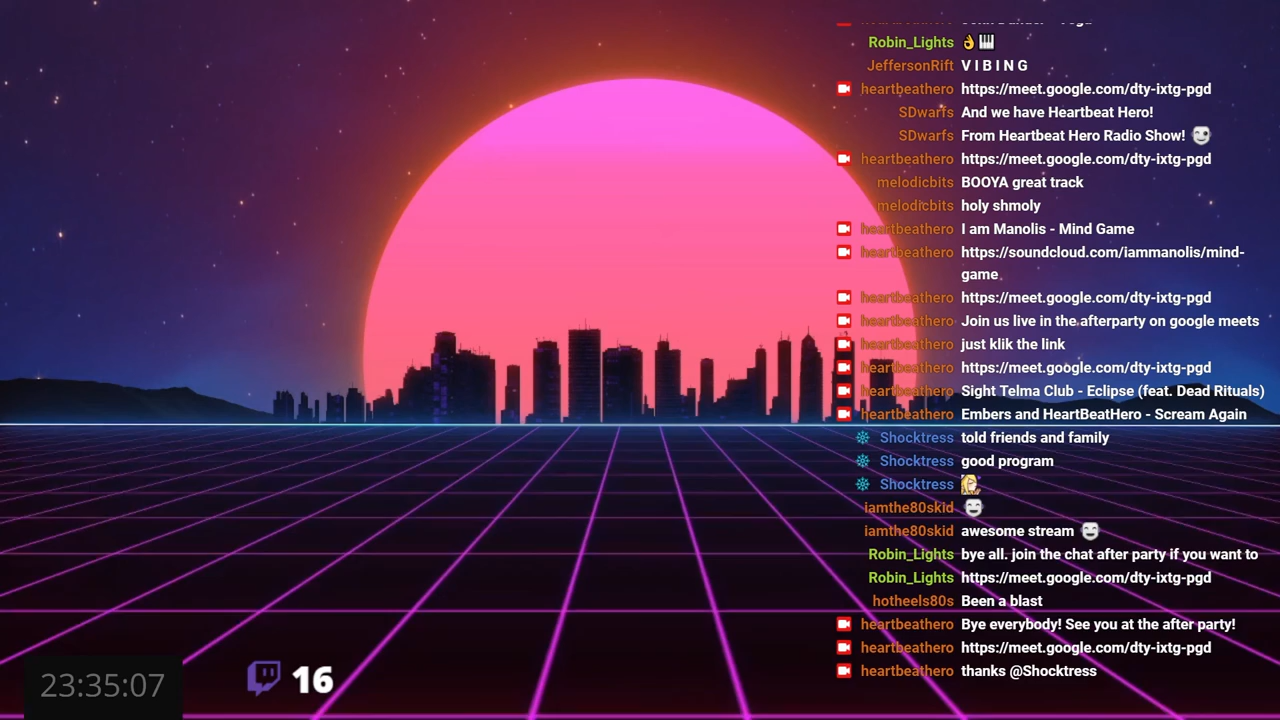 Robin_Lights 👌🎹
JeffersonRift V I B I N G
heartbeathero https://meet.google.com/dty-ixtg-pgd
SDwarfs And we have Heartbeat Hero!
SDwarfs From Heartbeat Hero Radio Show!
heartbeathero https://meet.google.com/dty-ixtg-pgd
melodicbits BOOYA great track
melodicbits holy shmoly
heartbeathero I am Manolis - Mind Game
heartbeathero https://soundcloud.com/iammanolis/mind-
game
heartbeathero https://meet.google.com/dty-ixtg-pgd
heartbeathero Join us live in the afterparty on google meets
heartbeathero just klik the link
heartbeathero https://meet.google.com/dty-ixtg-pgd
heartbeathero Sight Telma Club - Eclipse (feat. Dead Rituals)
heartbeathero Embers and HeartBeatHero - Scream Again
Shocktress told friends and family
Shocktress good program
Shocktress
iamthe80skid
iamthe80skid awesome stream
Robin_Lights bye all. join the chat after party if you want to
Robin_Lights https://meet.google.com/dty-ixtg-pgd
hotheels80s Been a blast
heartbeathero Bye everybody! See you at the after party!
heartbeathero https://meet.google.com/dty-ixtg-pgd
heartbeathero thanks @Shocktress
23:35:07
16